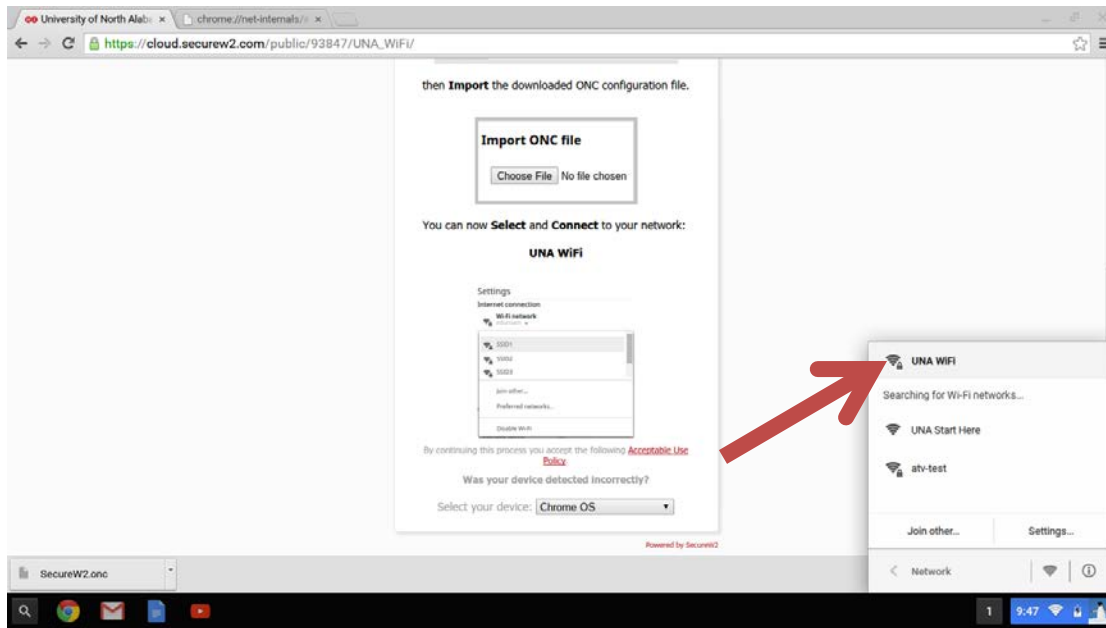 University of North Alab
chrome://net-internals/
https://cloud.securew2.com/public/93847/UNA_WiFi/
then Import the downloaded ONC configuration file.
Import ONC file
Choose File No file chosen
You can now Select and Connect to your network:
UNA WiFi
Settings
Internet connection
Wi-Fi network
SSID1
SSID2
SSID3
Join other...
Preferred networks...
Disable Wi-Fi
By continuing this process you accept the following Acceptable Use
Policy
Was your device detected incorrectly?
Select your device: Chrome OS
Powered by SecureW2
UNA WiFi
Searching for Wi-Fi networks...
UNA Start Here
atv-test
Join other... Settings...
Network
SecureW2.onc
1 9:47